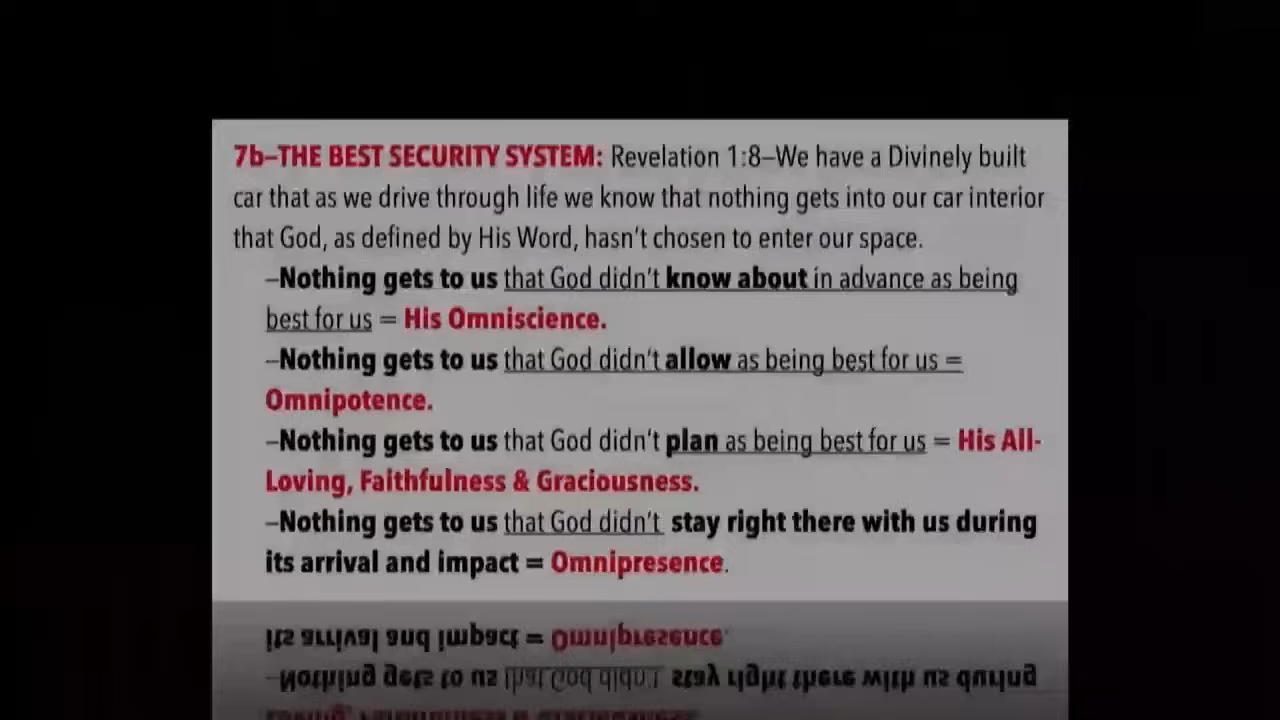 7b–THE BEST SECURITY SYSTEM: Revelation 1:8–We have a Divinely built
car that as we drive through life we know that nothing gets into our car interior
that God, as defined by His Word, hasn't chosen to enter our space.
–Nothing gets to us that God didn't know about in advance as being
best for us = His Omniscience.
–Nothing gets to us that God didn't allow as being best for us =
Omnipotence.
–Nothing gets to us that God didn't plan as being best for us = His All-
Loving, Faithfulness & Graciousness.
–Nothing gets to us that God didn't stay right there with us during
its arrival and impact = Omnipresence.